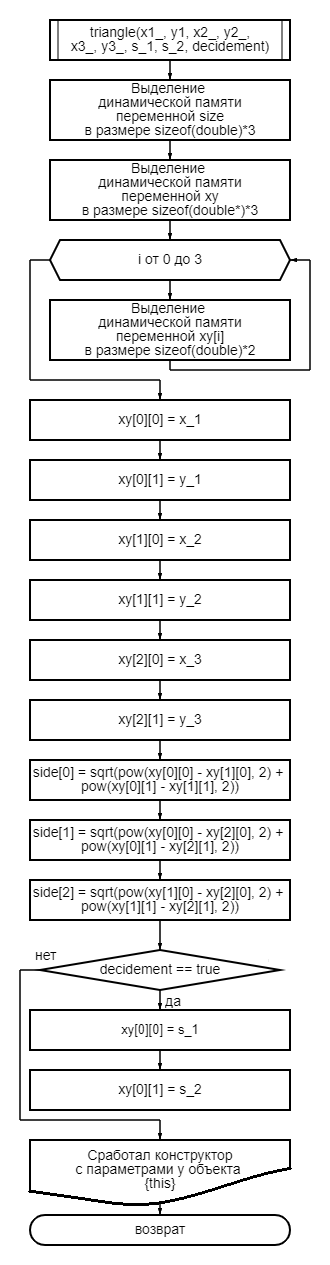 triangle(x1_, y1, x2_, y2_,
x3_, y3_, s_1, s_2, decidement)
Выделение
динамической памяти
переменной size
в размере sizeof(double)*3
Выделение
динамической памяти
переменной xy
в размере sizeof(double*)*3
i от 0 до 3
Выделение
динамической памяти
переменной xy[i]
в размере sizeof(double)*2
xy[0][0] = x_1
xy[0][1] = y_1
xy[1][0] = x_2
xy[1][1] = y_2
xy[2][0] = x_3
xy[2][1] = y_3
side[0] = sqrt(pow(xy[0][0] - xy[1][0], 2) +
pow(xy[0][1] - xy[1][1], 2))
side[1] = sqrt(pow(xy[0][0] - xy[2][0], 2) +
pow(xy[0][1] - xy[2][1], 2))
side[2] = sqrt(pow(xy[1][0] - xy[2][0], 2) +
pow(xy[1][1] - xy[2][1], 2))
нет
decidement == true
да
xy[0][0] = s_1
xy[0][1] = s_2
Сработал конструктор
с параметрами у объекта
{this}
возврат